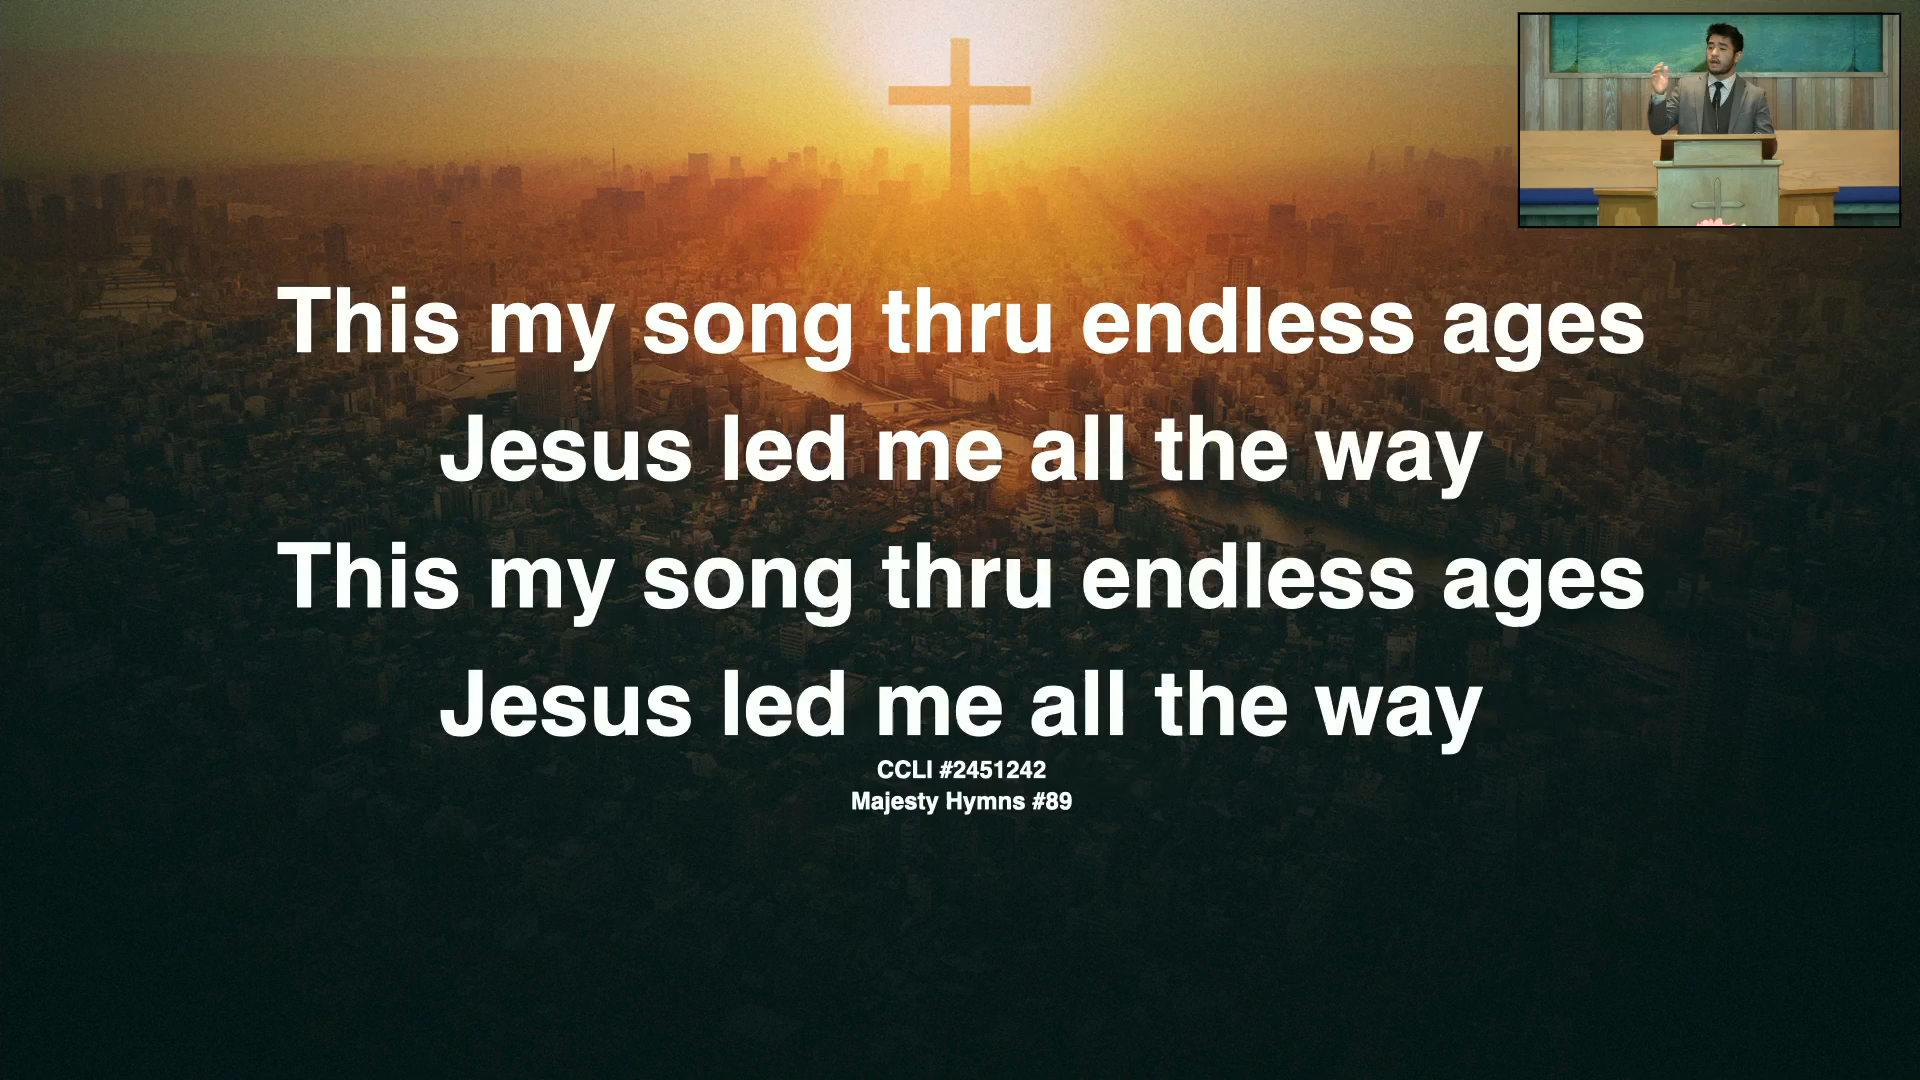 This my song thru endless ages
Jesus led me all the way
This my song thru endless ages
Jesus led me all the way
CCLI #2451242
Majesty Hymns #89